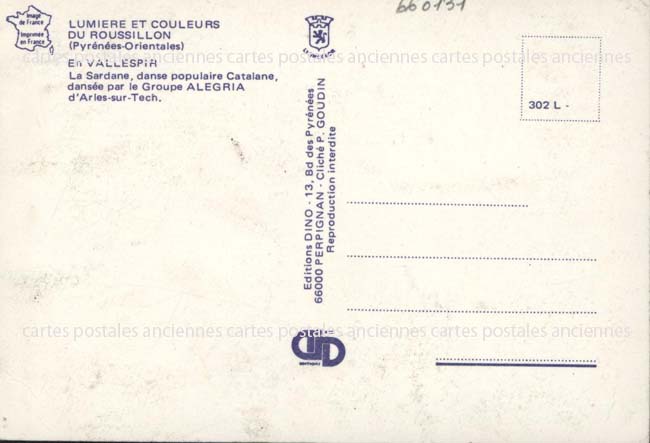 Image
de France
Imprimée
en France
LUMIERE ET COULEURS
DU ROUSSILLON
(Pyrénées-Orientales)
En VALLESPIR
La Sardane, danse populaire Catalane,
dansée par le Groupe ALEGRIA
d'Arles-sur-Tech.
660131
302 L -
Editions DINO - 13, Bd des Pyrénées
66000 PERPIGNAN - Cliché P. GOUDIN
Reproduction interdite
cartes postales anciennes cartes postales anciennes cartes postales anciennes
cartes postales anciennes cartes postales anciennes cartes postales anciennes